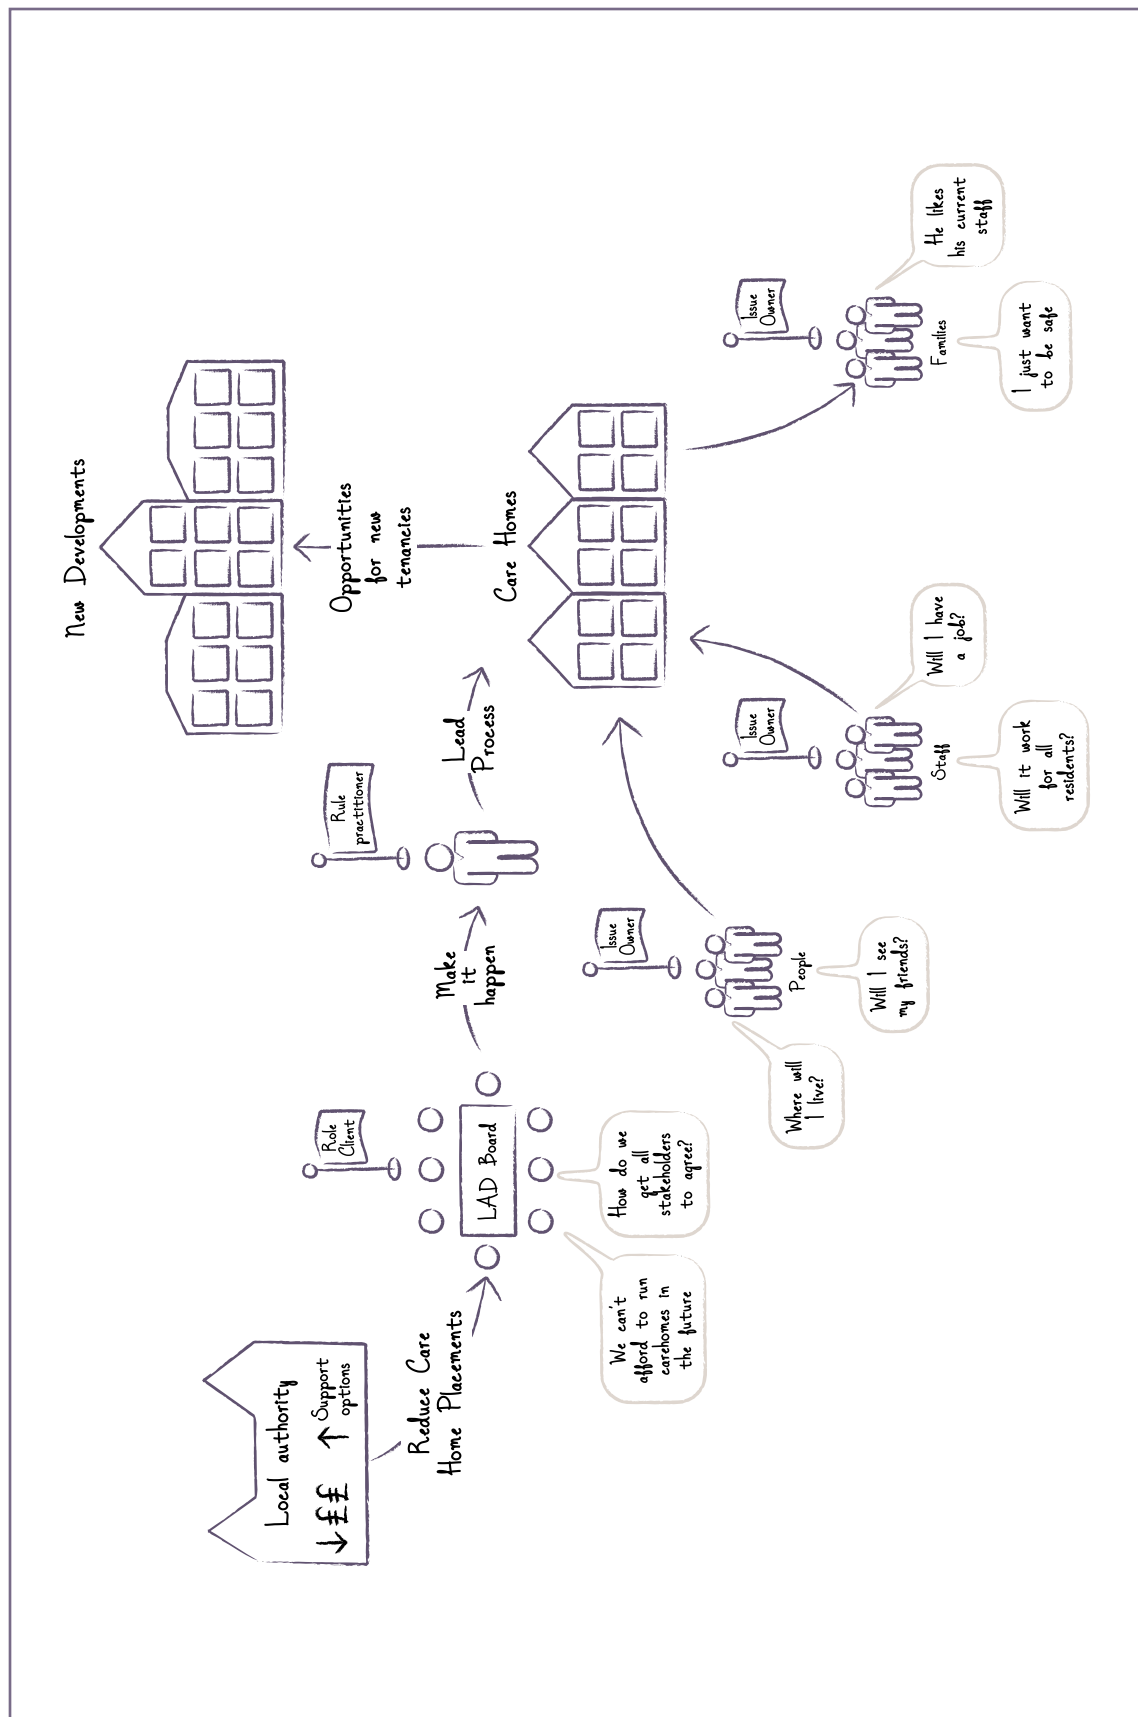 New Developments
Opportunities
for new
tenancies
Care Homes
Local authority
↓ ££
↑ Support
options
Reduce Care
Home Placements
Role
Client
LAD Board
We can't
afford to run
carehomes in
the future
How do we
get all
stakeholders
to agree?
Make
it
happen
Rule
practitioner
Lead
Process
Issue
Owner
People
Where will
I live?
Will I see
my friends?
Issue
Owner
Staff
Will I have
a job?
Will it work
for all
residents?
Issue
Owner
Families
He likes
his current
staff
I just want
to be safe